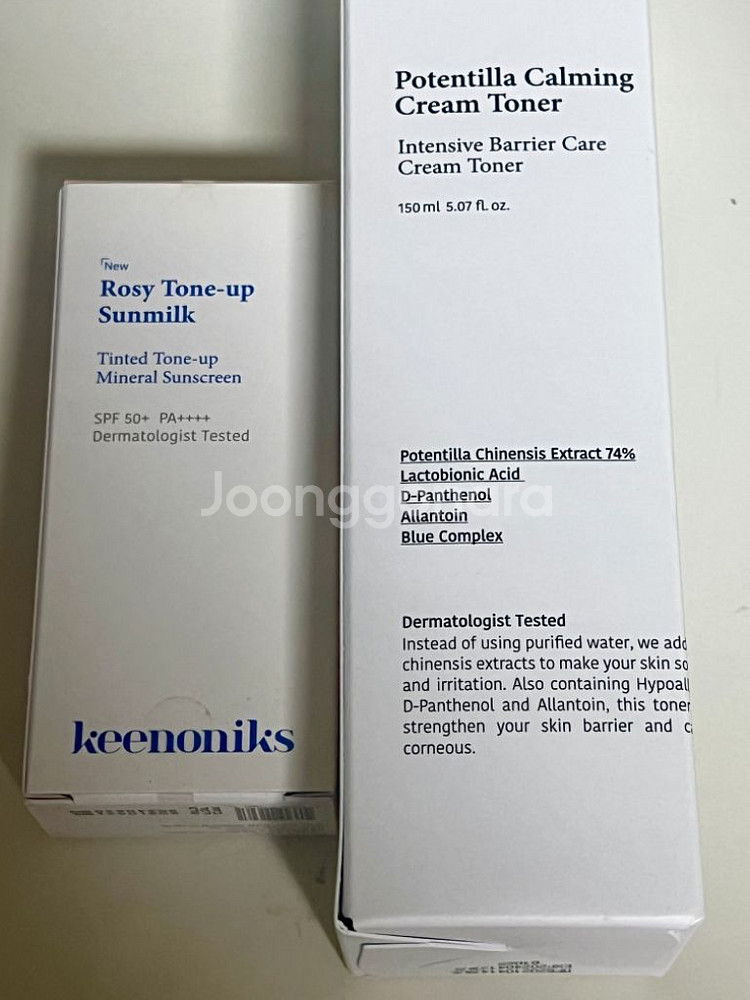 「New
Rosy Tone-up
Sunmilk
Tinted Tone-up
Mineral Sunscreen
SPF 50+ PA++++
Dermatologist Tested
keenoniks
Potentilla Calming
Cream Toner
Intensive Barrier Care
Cream Toner
150 ml 5.07 fl. oz.
Potentilla Chinensis Extract 74%
Lactobionic Acid
D-Panthenol
Allantoin
Blue Complex
Dermatologist Tested
Instead of using purified water, we
chinensis extracts to make your skin
and irritation. Also containing
D-Panthenol and Allantoin, this toner
strengthen your skin barrier and
corneous.